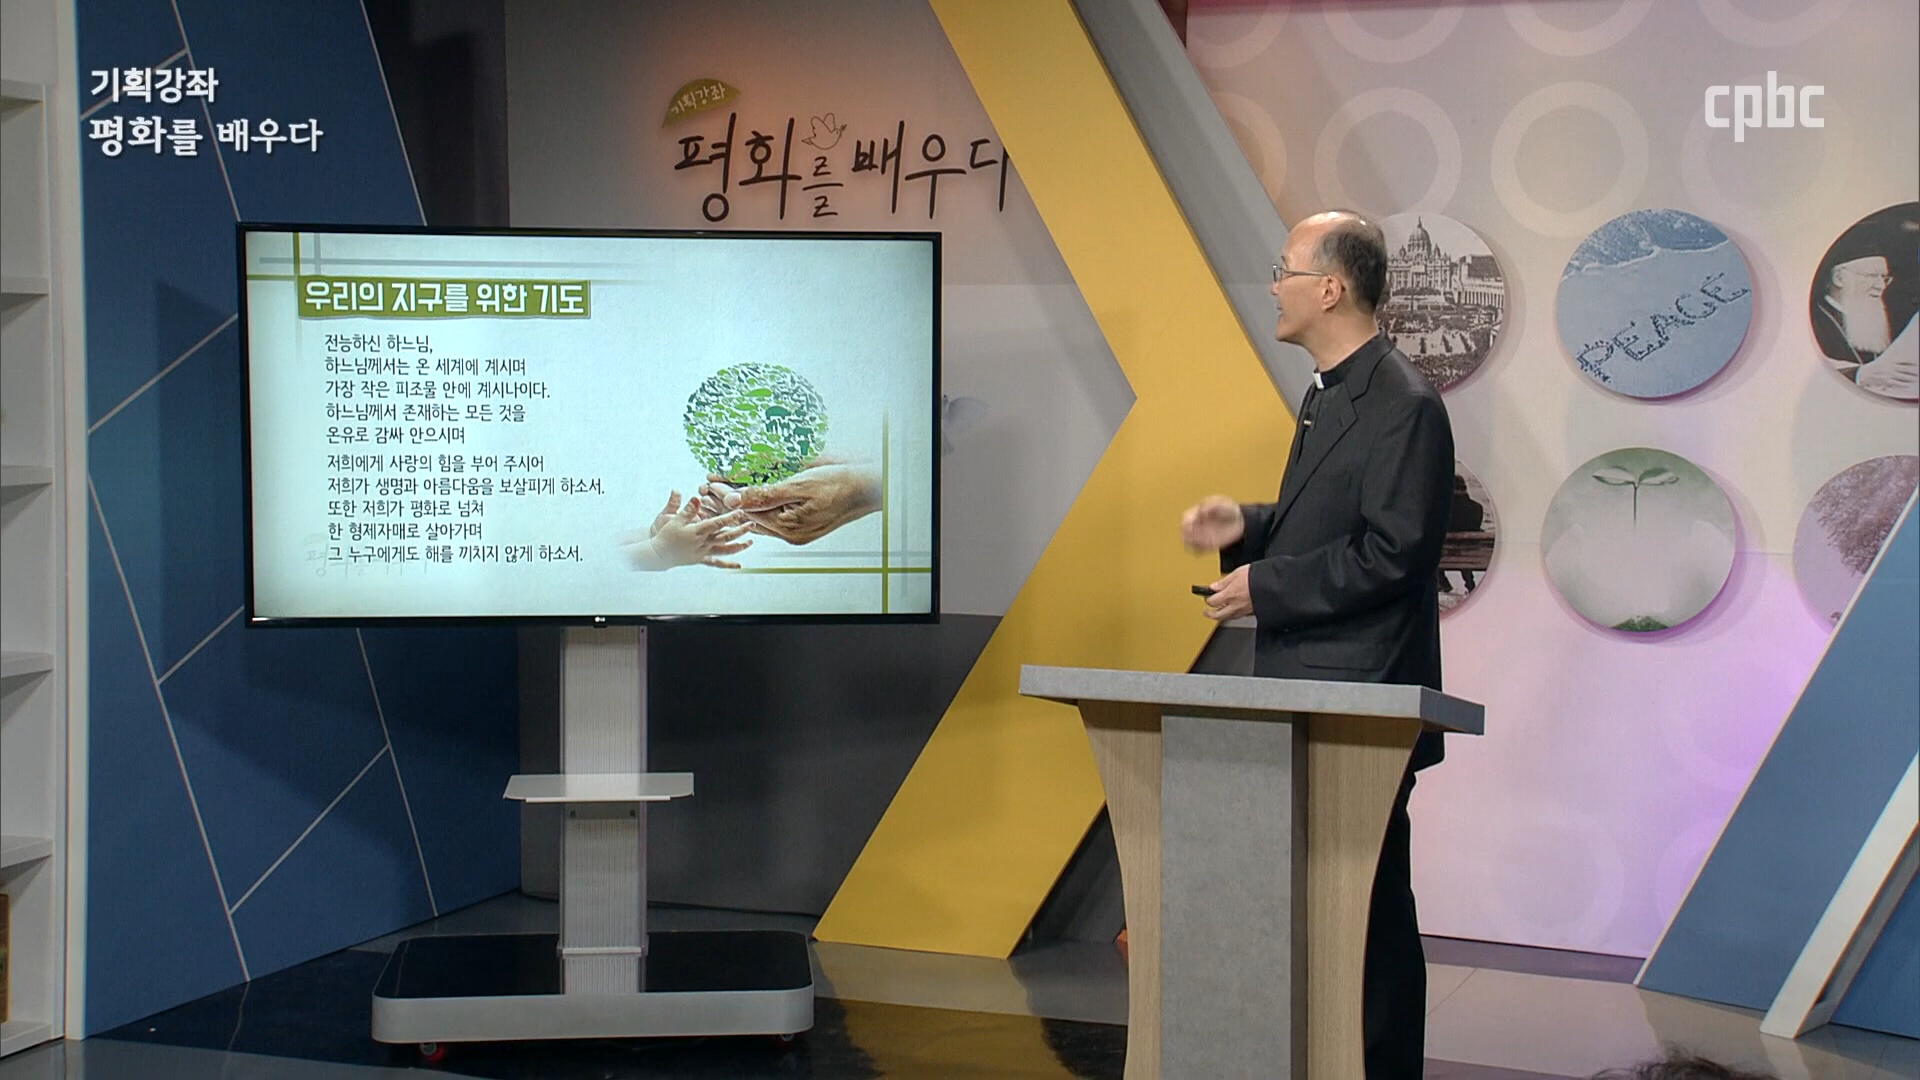 기획강좌
평화를 배우다
cpbc
기획강좌
평화를 배우다
우리의 지구를 위한 기도
전능하신 하느님,
하느님께서는 온 세계에 계시며
가장 작은 피조물 안에 계시나이다.
하느님께서 존재하는 모든 것을
온유로 감싸 안으시며
저희에게 사랑의 힘을 부어 주시어
저희가 생명과 아름다움을 보살피게 하소서.
또한 저희가 평화로 넘쳐
한 형제자매로 살아가며
그 누구에게도 해를 끼치지 않게 하소서.
PEACE
LG